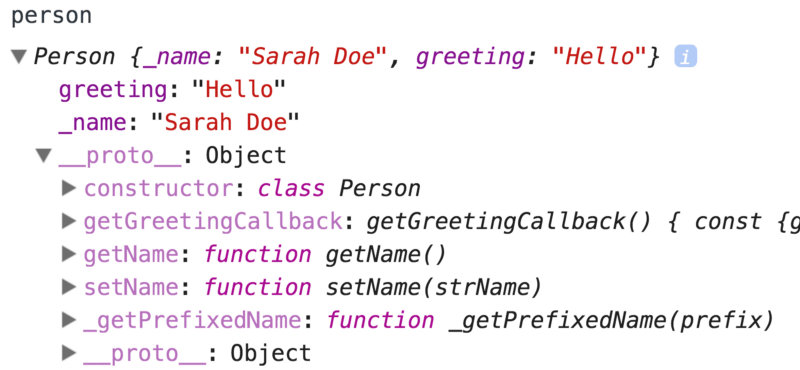 person
▼ Person {_name: "Sarah Doe", greeting: "Hello"} i
greeting: "Hello"
_name: "Sarah Doe"
▼ __proto__: Object
▶ constructor: class Person
▶ getGreetingCallback: getGreetingCallback() { const {g
▶ getName: function getName()
▶ setName: function setName(strName)
▶ _getPrefixedName: function _getPrefixedName(prefix)
▶ __proto__: Object